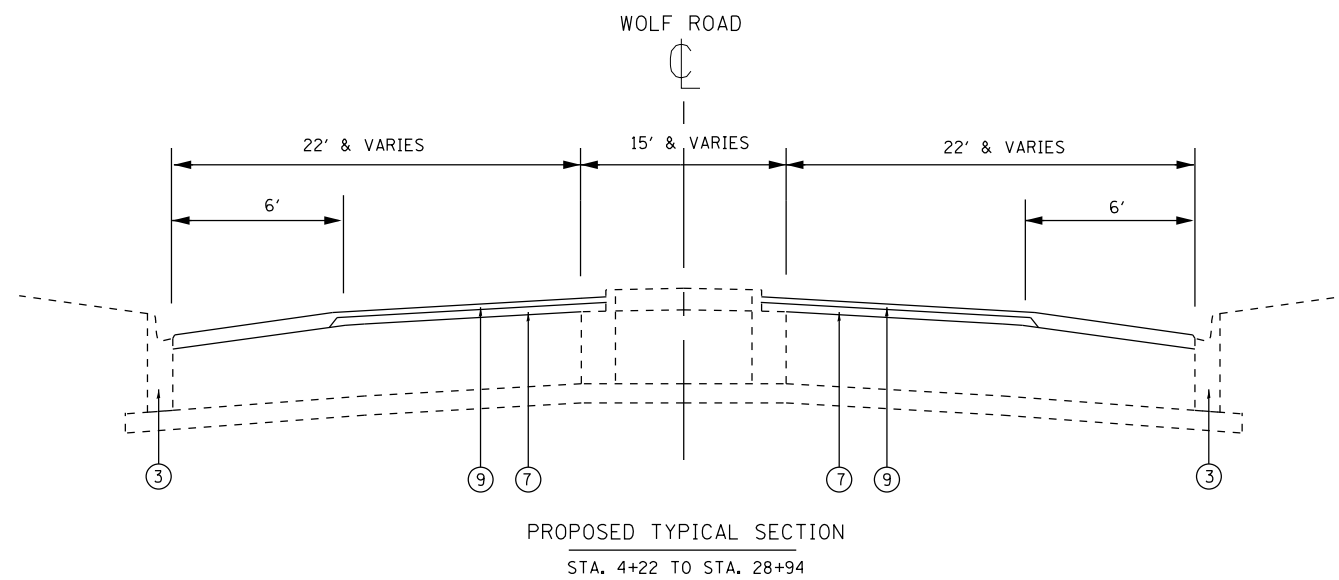 WOLF ROAD
℄
22' & VARIES
15' & VARIES
22' & VARIES
6'
6'
3
9
7
7
9
3
PROPOSED TYPICAL SECTION
STA. 4+22 TO STA. 28+94